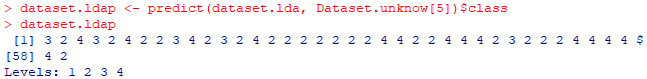 > dataset.ldap <- predict(dataset.lda, Dataset.unknow[5])$class
> dataset.ldap
[1] 3 2 4 3 2 4 2 2 3 4 2 3 2 4 2 2 2 2 2 2 2 4 4 2 2 4 4 4 2 3 2 2 2 4 4 4 4 $
[58] 4 2
Levels: 1 2 3 4